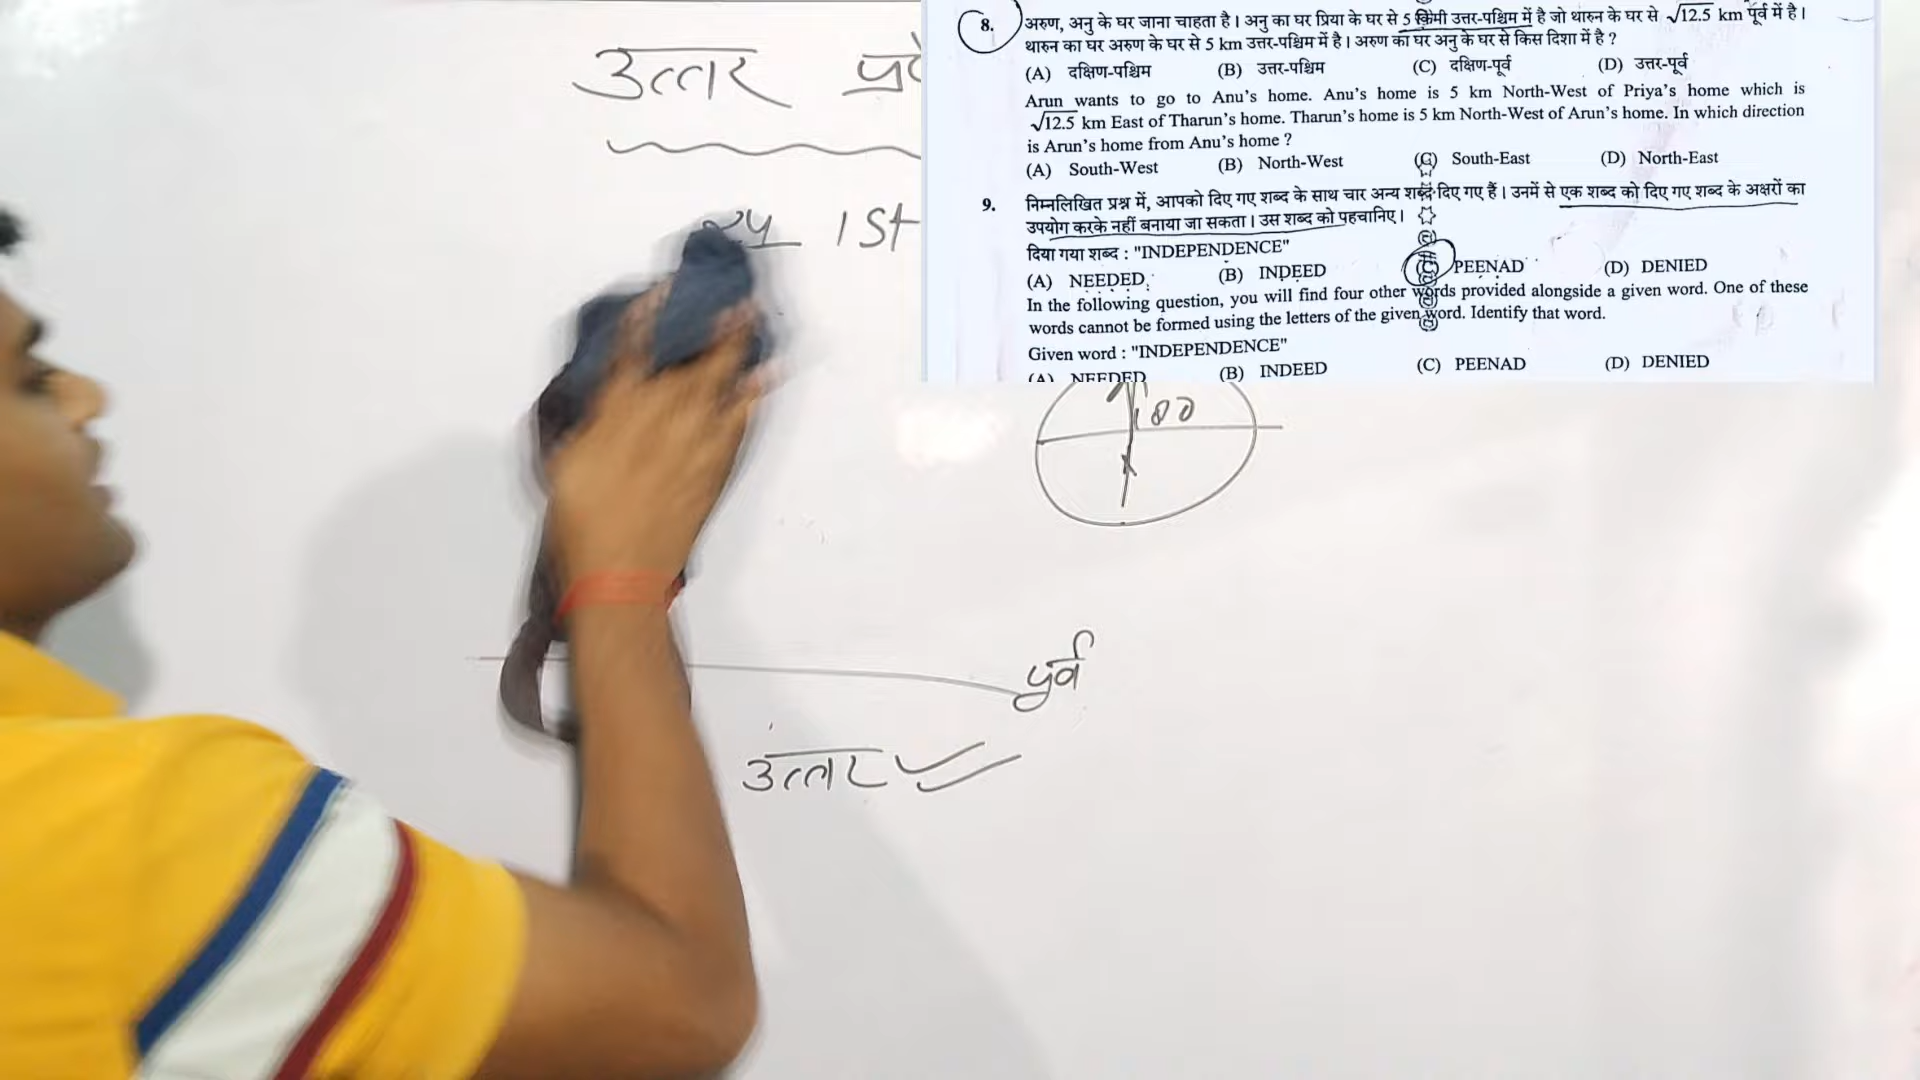 उत्तर प्रदे
1st
8. अरुण, अनु के घर जाना चाहता है। अनु का घर प्रिया के घर से 5 किमी उत्तर-पश्चिम में है जो थारुन के घर से √12.5 km पूर्व में है।
थारुन का घर अरुण के घर से 5 km उत्तर-पश्चिम में है। अरुण का घर अनु के घर से किस दिशा में है ?
(A) दक्षिण-पश्चिम (B) उत्तर-पश्चिम (C) दक्षिण-पूर्व (D) उत्तर-पूर्व
Arun wants to go to Anu's home. Anu's home is 5 km North-West of Priya's home which is
√12.5 km East of Tharun's home. Tharun's home is 5 km North-West of Arun's home. In which direction
is Arun's home from Anu's home ?
(A) South-West (B) North-West (C) South-East (D) North-East
9. निम्नलिखित प्रश्न में, आपको दिए गए शब्द के साथ चार अन्य शब्द दिए गए हैं। उनमें से एक शब्द को दिए गए शब्द के अक्षरों का
उपयोग करके नहीं बनाया जा सकता। उस शब्द को पहचानिए।
दिया गया शब्द : "INDEPENDENCE"
(A) NEEDED (B) INDEED (C) PEENAD (D) DENIED
In the following question, you will find four other words provided alongside a given word. One of these
words cannot be formed using the letters of the given word. Identify that word.
Given word : "INDEPENDENCE"
(A) NEEDED (B) INDEED (C) PEENAD (D) DENIED
100
पूर्व
उत्तर